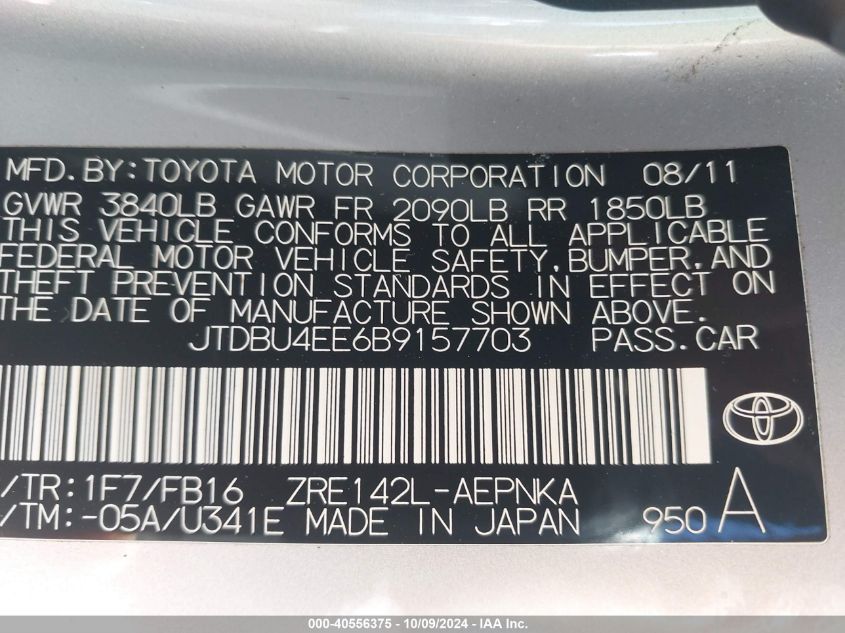 MFD.BY:TOYOTA MOTOR CORPORATION 08/11
GVWR 3840LB GAWR FR 2090LB RR 1850LB
THIS VEHICLE CONFORMS TO ALL APPLICABLE
FEDERAL MOTOR VEHICLE SAFETY,BUMPER,AND
THEFT PREVENTION STANDARDS IN EFFECT ON
THE DATE OF MANUFACTURE SHOWN ABOVE.
JTDBU4EE6B9157703 PASS.CAR
/TR:1F7/FB16 ZRE142L-AEPNKA
/TM:-05A/U341E MADE IN JAPAN 950 A
000-40556375 - 10/09/2024 - IAA Inc.